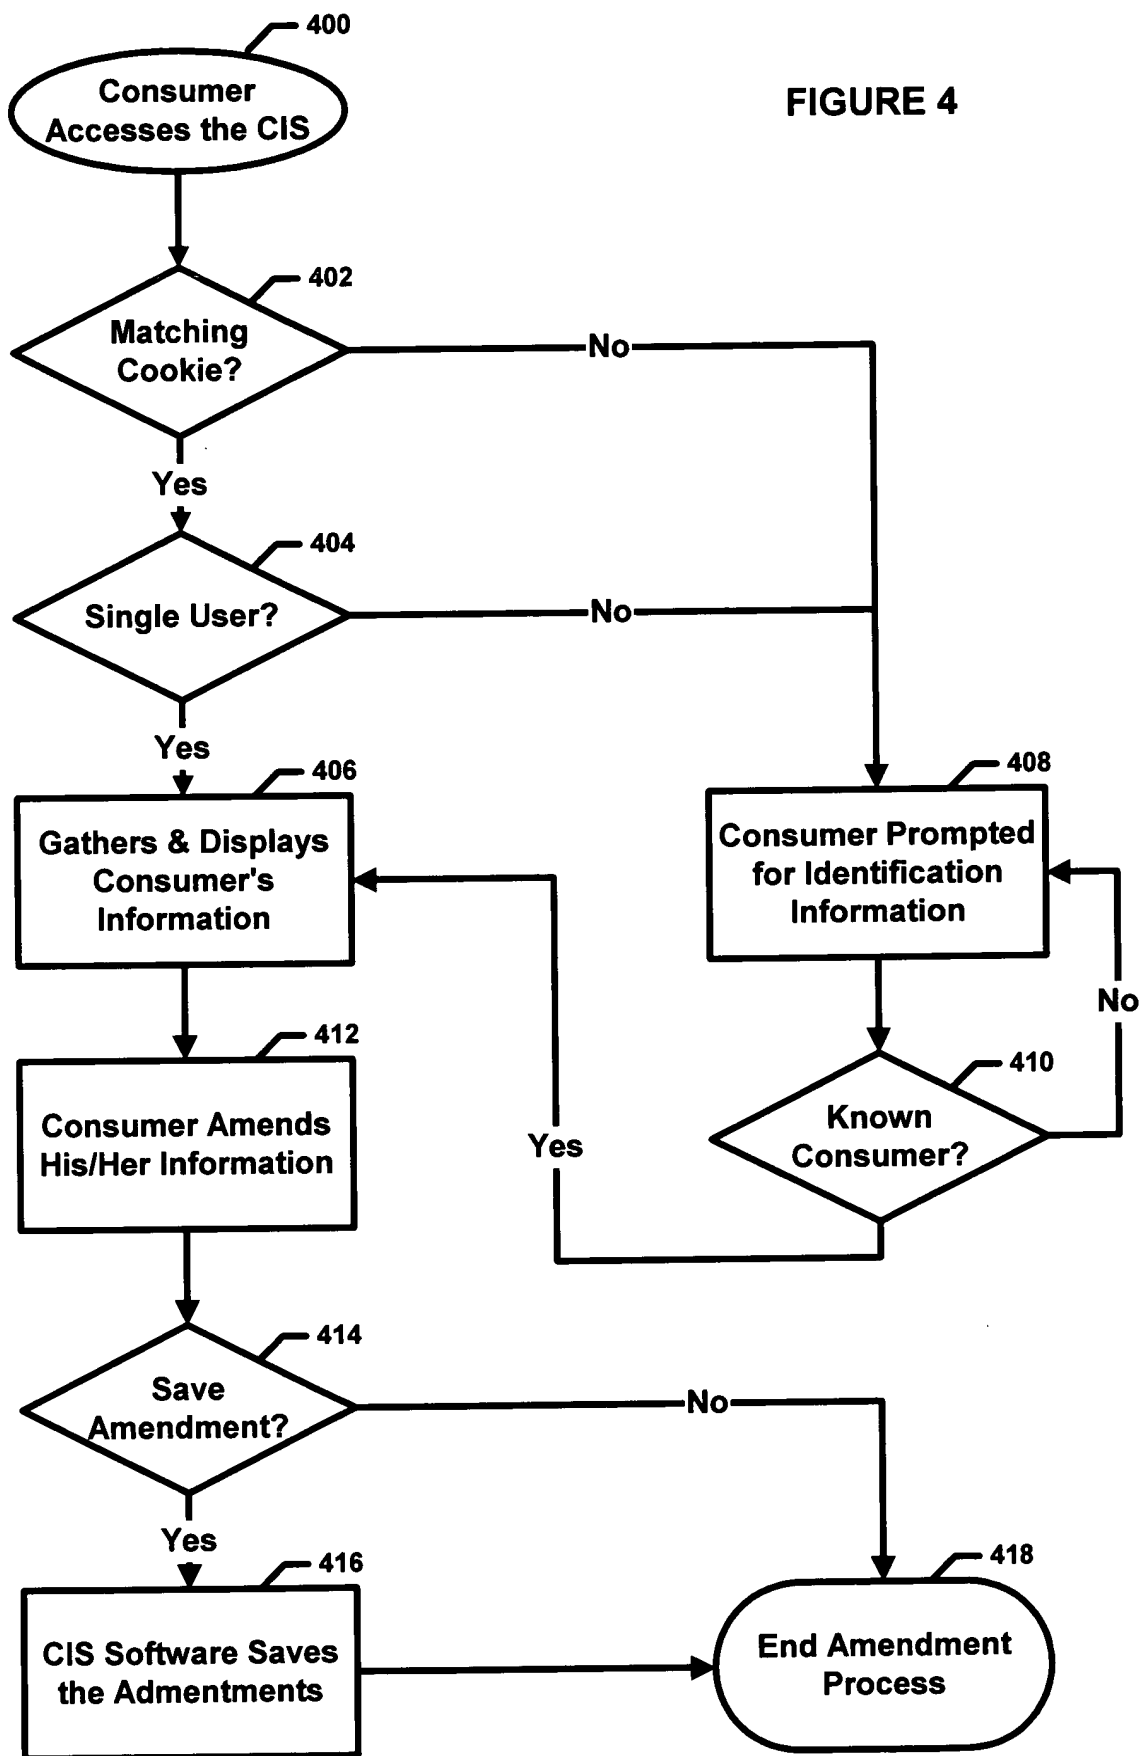 400
Consumer
Accesses the CIS
FIGURE 4
402
Matching
Cookie?
No
Yes
404
Single User?
No
Yes
406
Gathers & Displays
Consumer's
Information
408
Consumer Prompted
for Identification
Information
No
410
Known
Consumer?
Yes
412
Consumer Amends
His/Her Information
414
Save
Amendment?
No
Yes
416
CIS Software Saves
the Admentments
418
End Amendment
Process